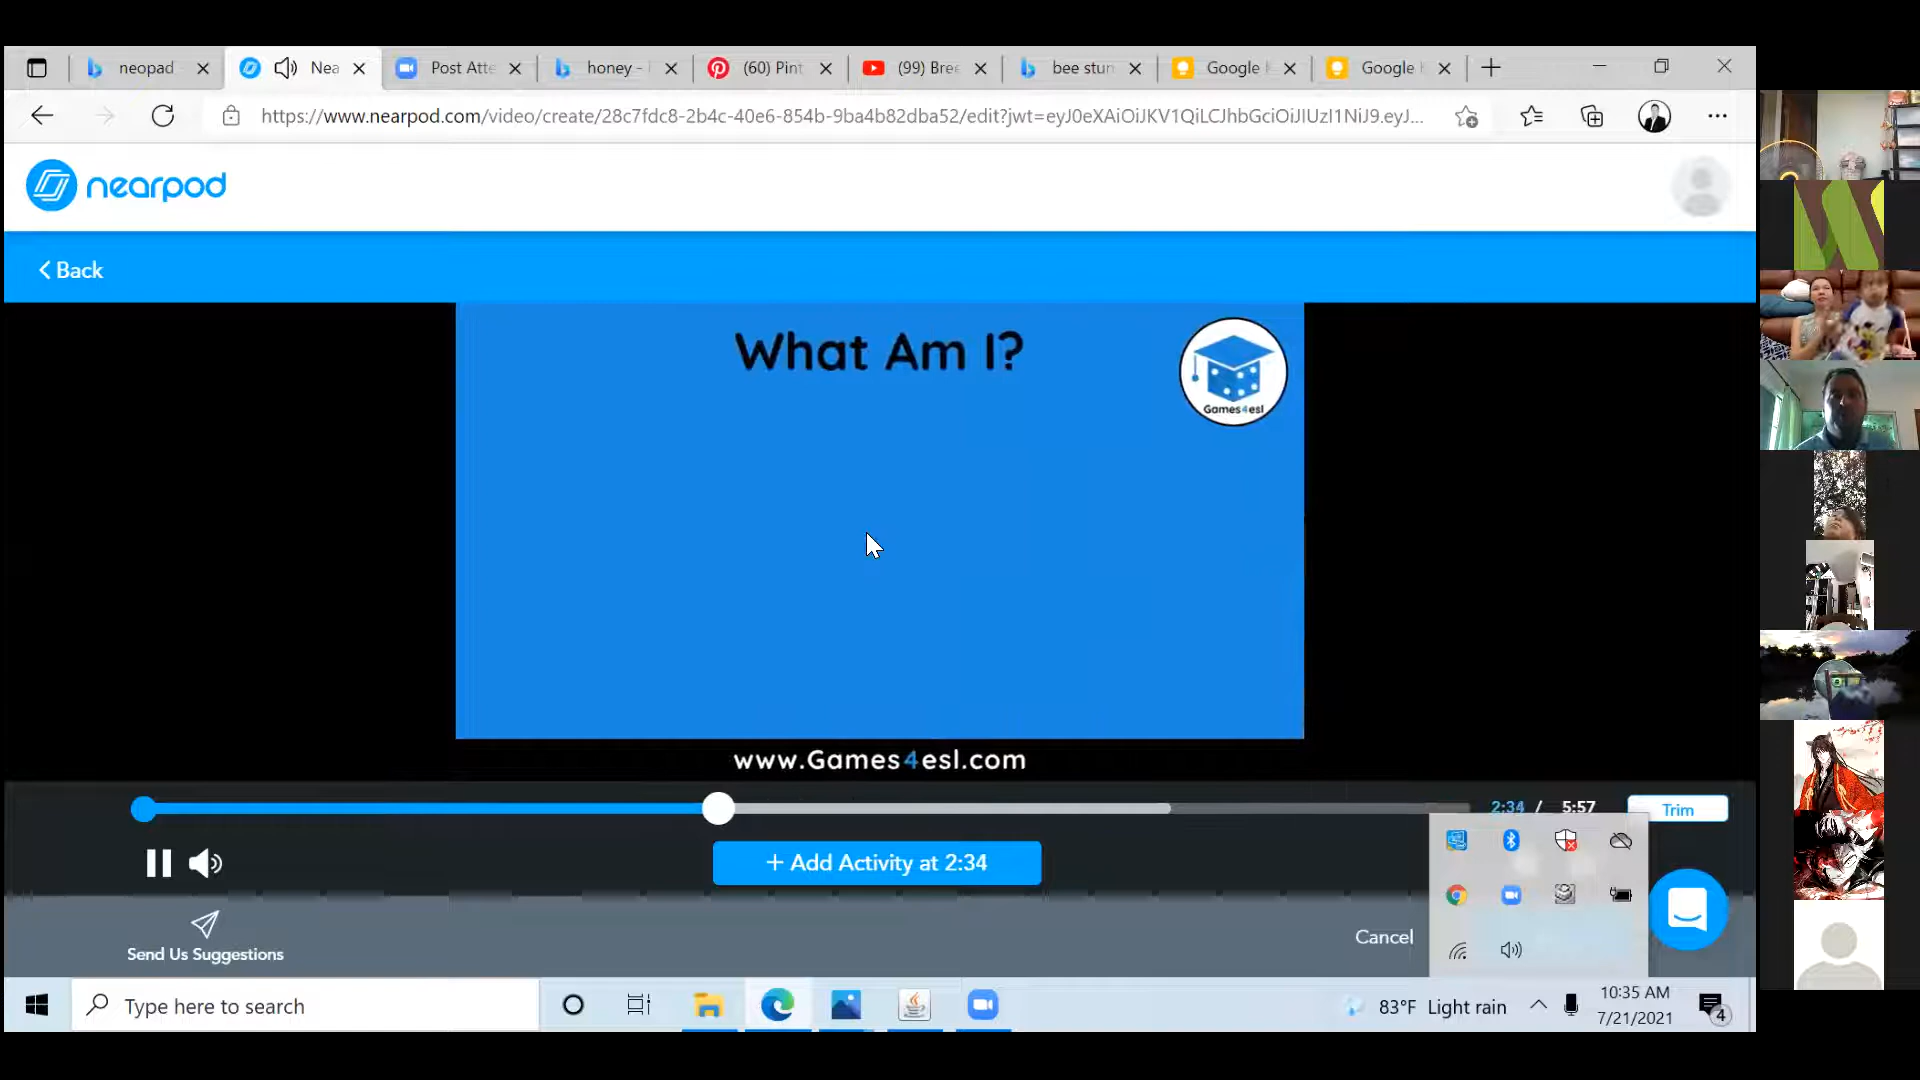 neopad
Nea
Post Atte
honey -
(60) Pint
(99) Bree
bee stun
Google
Google
https://www.nearpod.com/video/create/28c7fdc8-2b4c-40e6-854b-9ba4b82dba52/edit?jwt=eyJ0eXAiOiJKV1QiLCJhbGciOiJIUzI1NiJ9.eyJ...
nearpod
Back
What Am I?
Games4esl
www.Games4esl.com
2:34 / 5:57
Trim
+ Add Activity at 2:34
Send Us Suggestions
Cancel
Type here to search
83°F Light rain
10:35 AM
7/21/2021
4